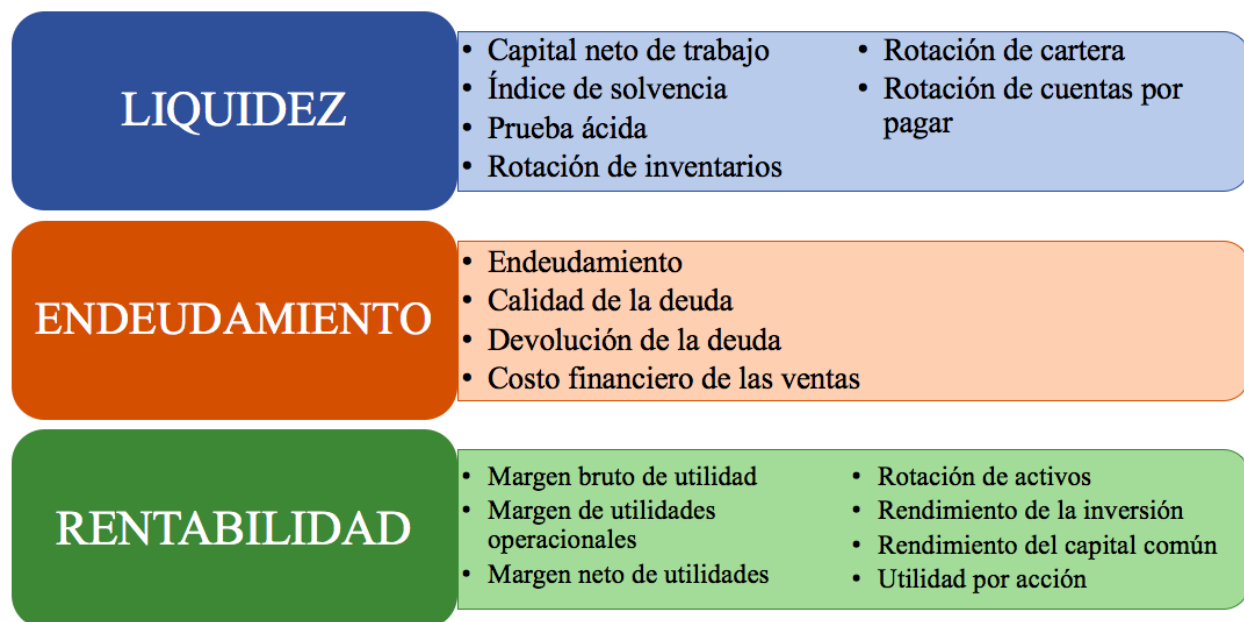 LIQUIDEZ
• Capital neto de trabajo
• Índice de solvencia
• Prueba ácida
• Rotación de inventarios
• Rotación de cartera
• Rotación de cuentas por
pagar
ENDEUDAMIENTO
• Endeudamiento
• Calidad de la deuda
• Devolución de la deuda
• Costo financiero de las ventas
RENTABILIDAD
• Margen bruto de utilidad
• Margen de utilidades
operacionales
• Margen neto de utilidades
• Rotación de activos
• Rendimiento de la inversión
• Rendimiento del capital común
• Utilidad por acción